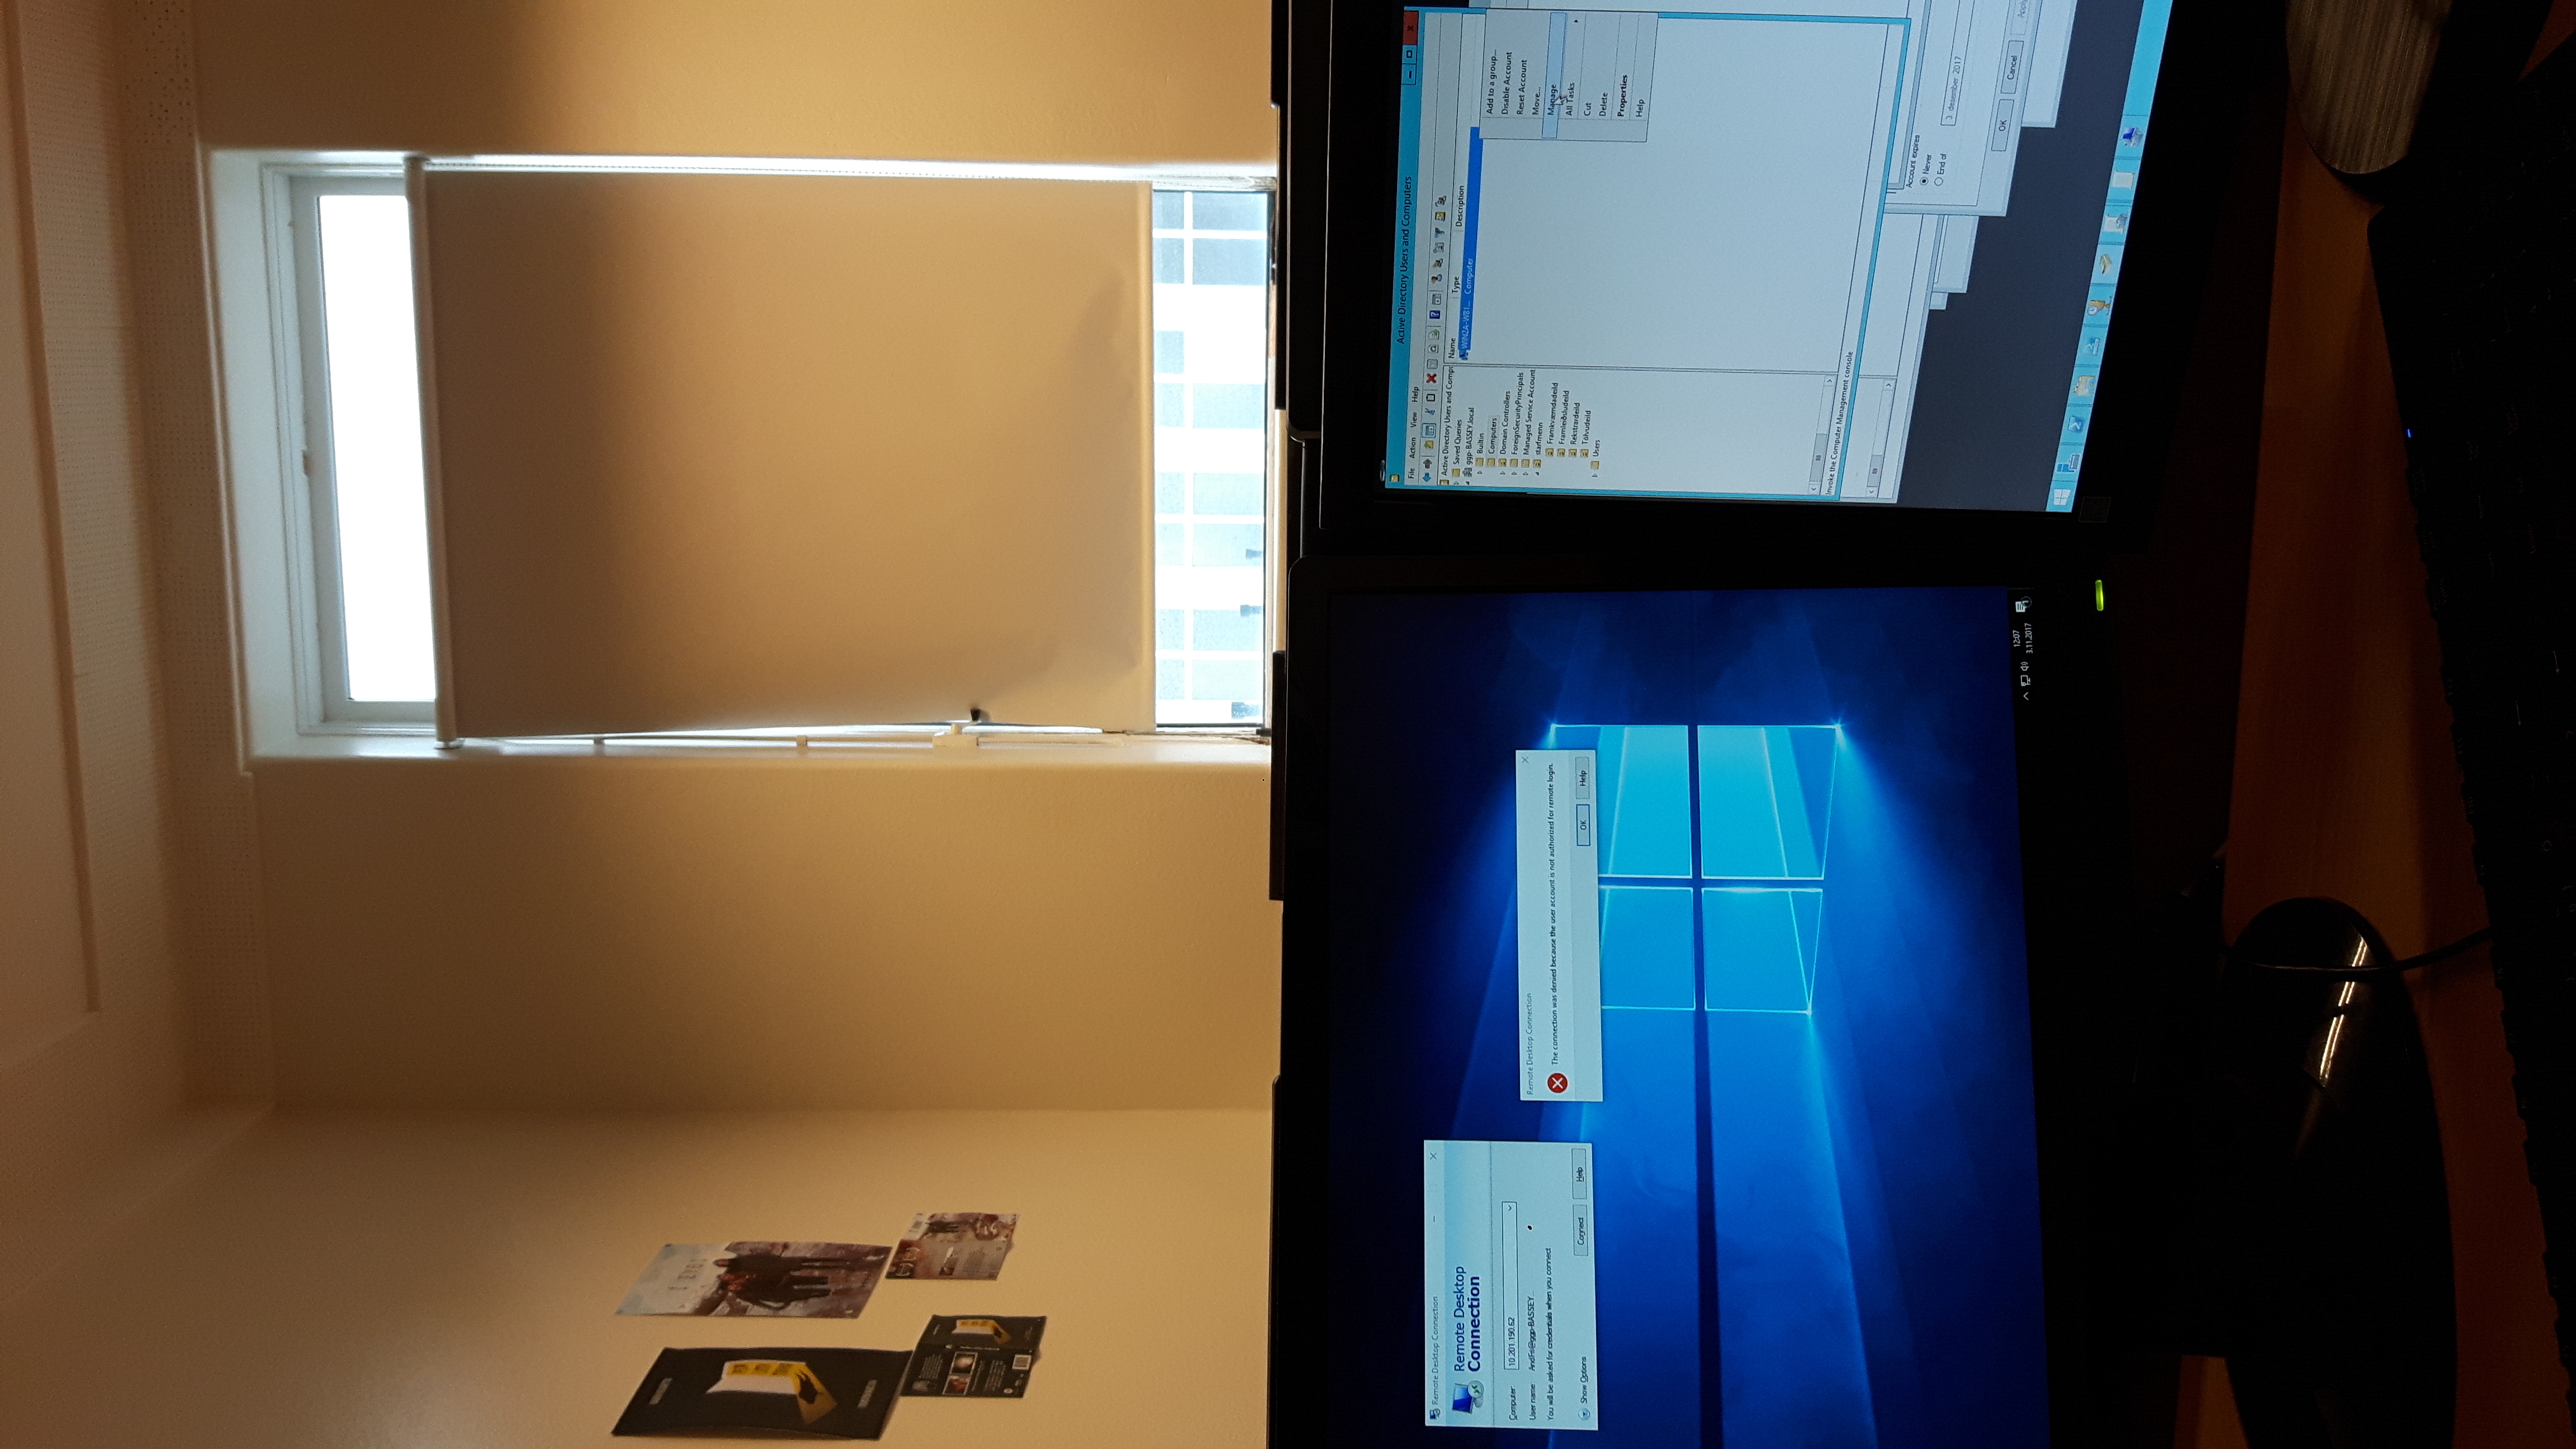 Remote Desktop Connection
Remote Desktop
Connection
Computer:
10.201.190.62
User name:
AndFri@ggp-BASSEY...
You will be asked for credentials when you connect
Show Options
Connect
Help
Remote Desktop Connection
The connection was denied because the user account is not authorized for remote login.
OK
Help
12:07
3.11.2017
Active Directory Users and Computers
File Action View Help
Active Directory Users and Compu
Saved Queries
ggp-BASSEY.local
Builtin
Computers
Domain Controllers
ForeignSecurityPrincipals
Managed Service Account
starfmenn
Framkvæmdadeild
Framleiðsludeild
Rekstrardeild
Tölvudeild
Users
Name Type Description
WIN2A-W81... Computer
Add to a group...
Disable Account
Reset Account
Move...
Manage
All Tasks
Cut
Delete
Properties
Help
Invoke the Computer Management console
Account expires
Never
End of
3. desember 2017
OK
Cancel
Apply